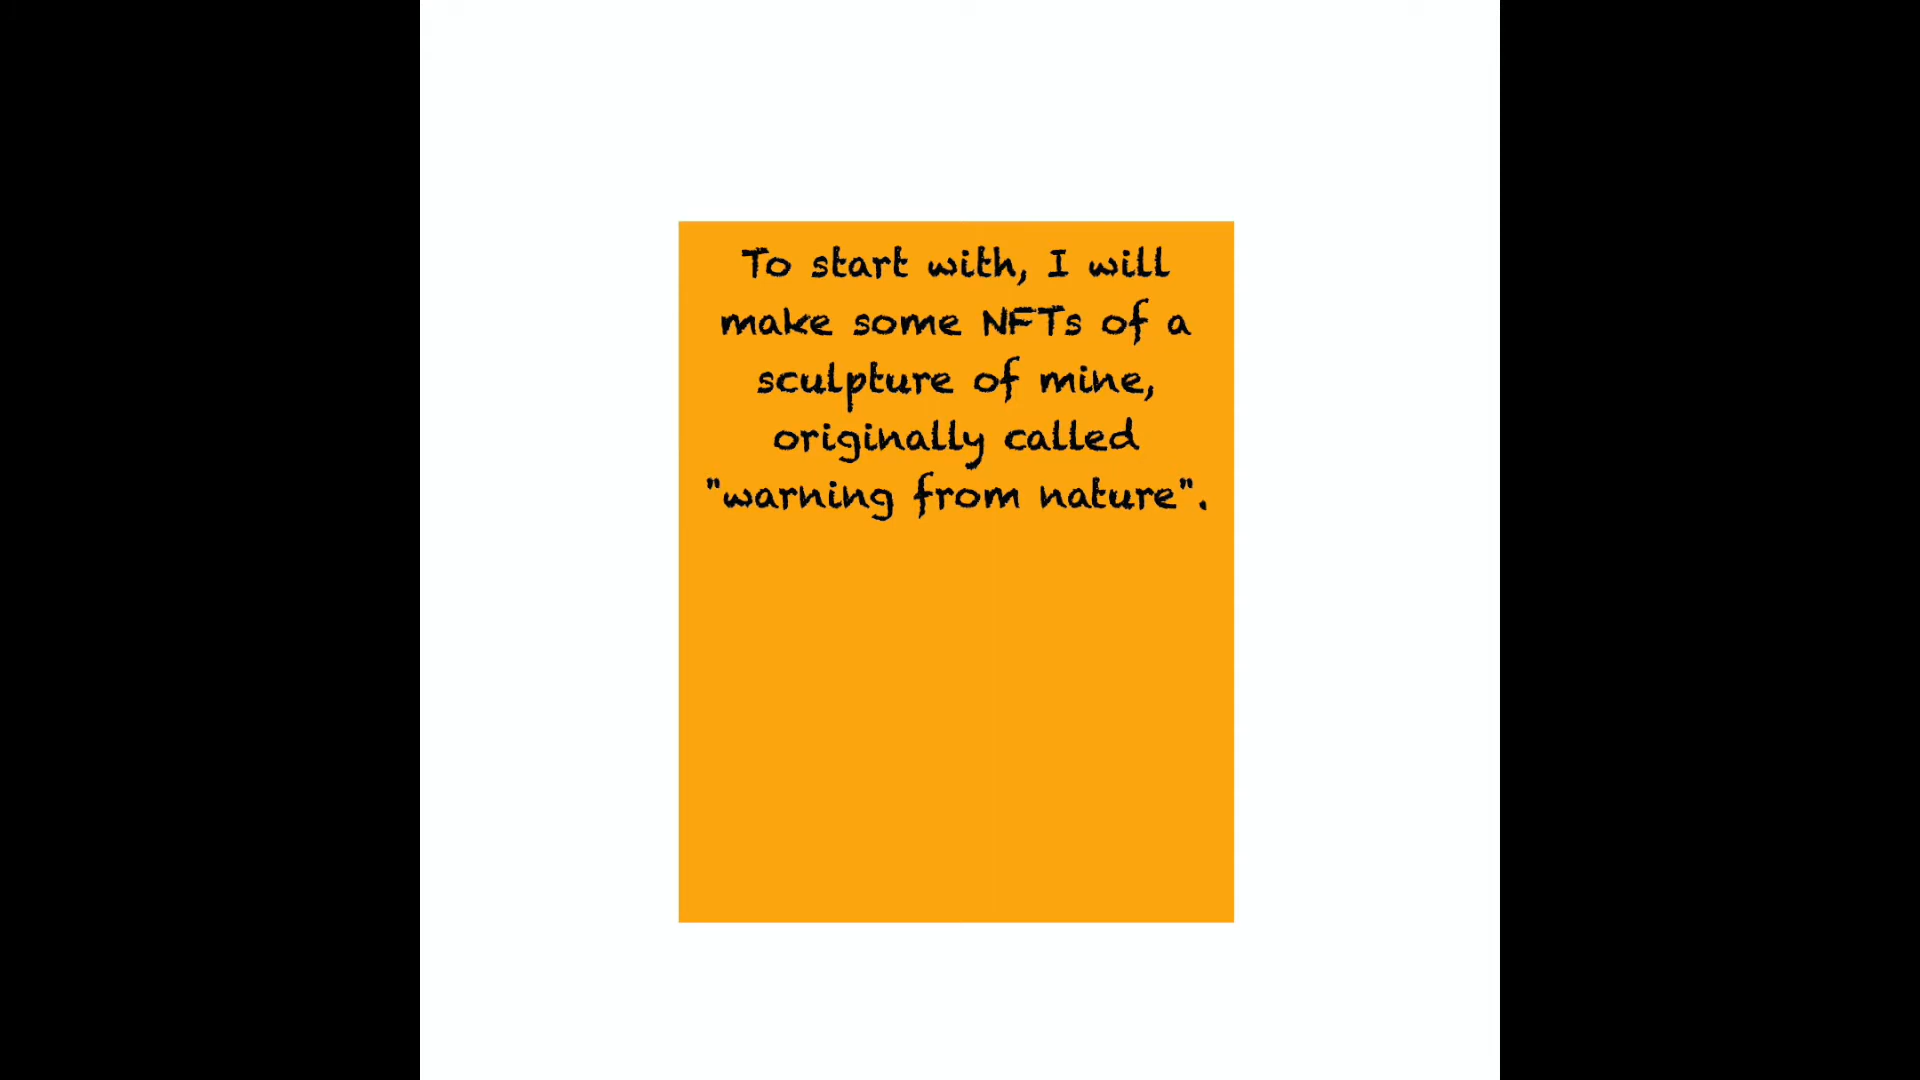 To start with, I will
make some NFTs of a
sculpture of mine,
originally called
"warning from nature".